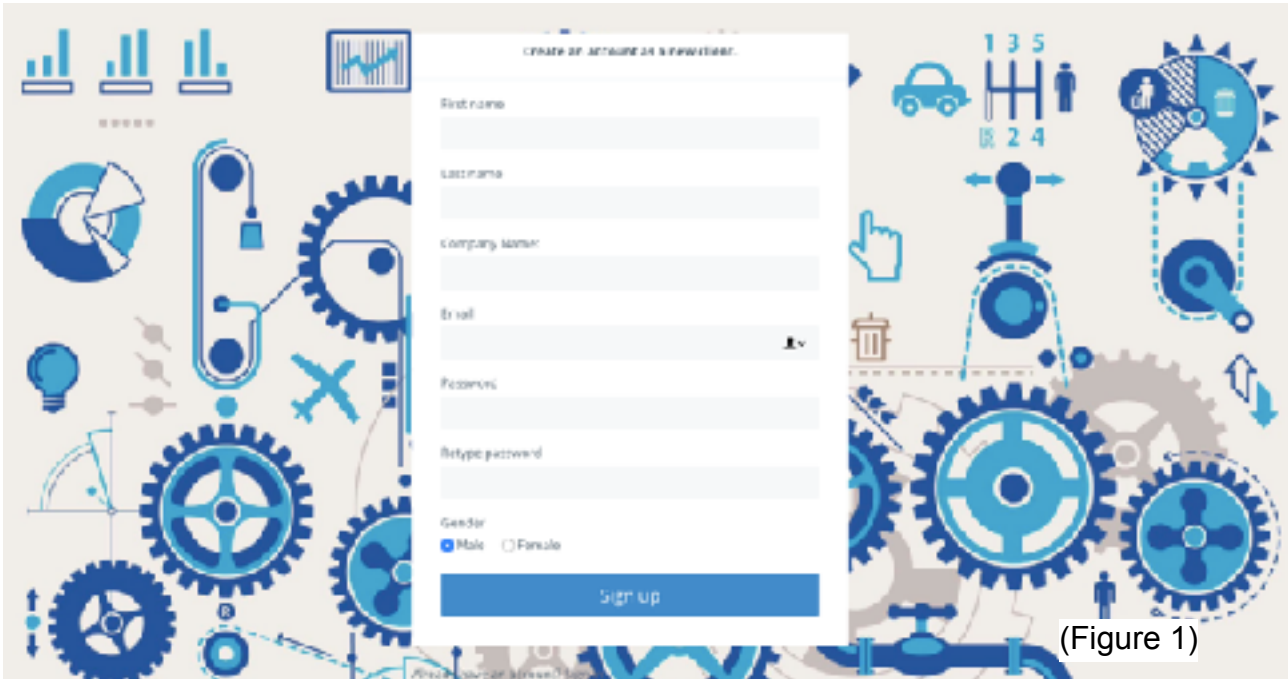 Create an account as a new client.
1 3 5
2 4
First name
Last name
Company Name:
Email
Password
Retype password
Gender
Male Female
Sign up
R
(Figure 1)